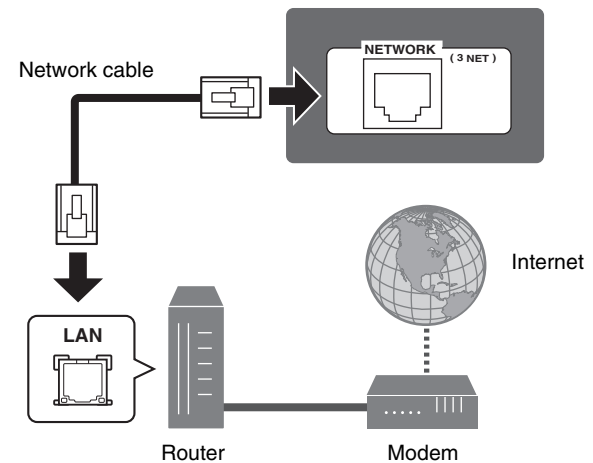 NETWORK
( 3 NET )
Network cable
Internet
LAN
Router
Modem